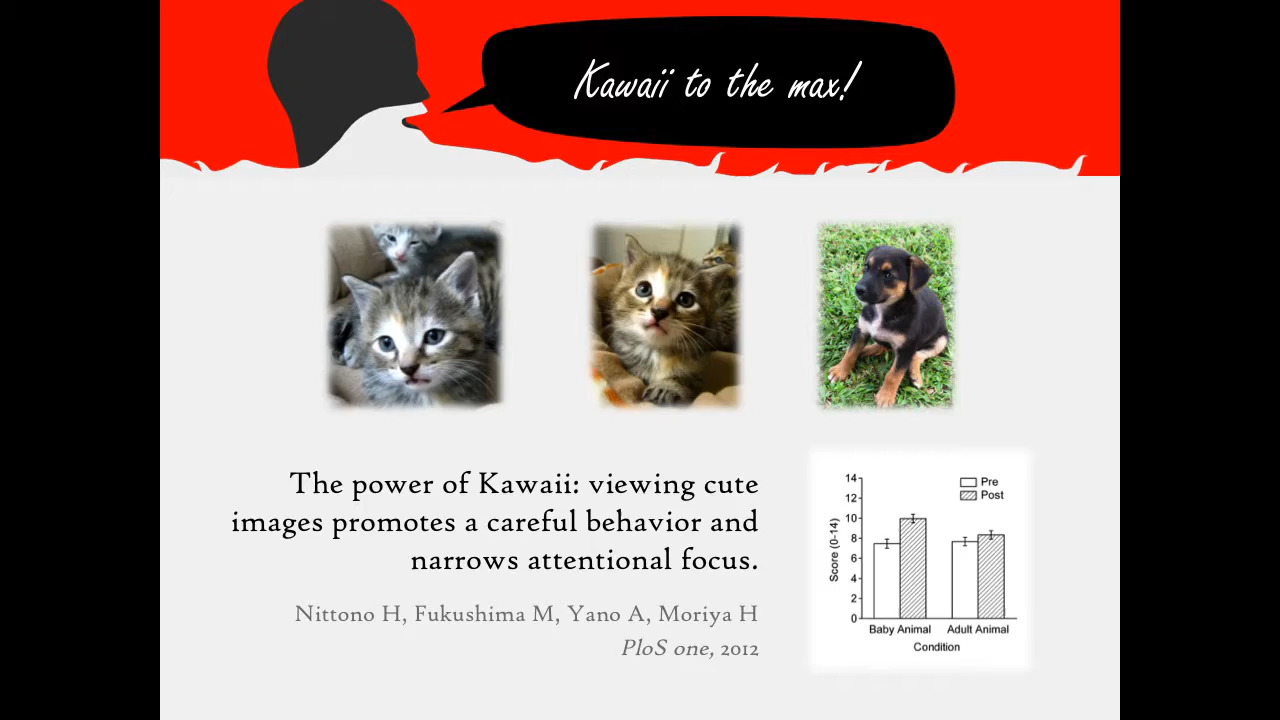 Kawaii to the max!
The power of Kawaii: viewing cute
images promotes a careful behavior and
narrows attentional focus.
Nittono H, Fukushima M, Yano A, Moriya H
PloS one, 2012
14
12
10
8
6
4
2
0
Score (0-14)
Pre
Post
Baby Animal
Adult Animal
Condition